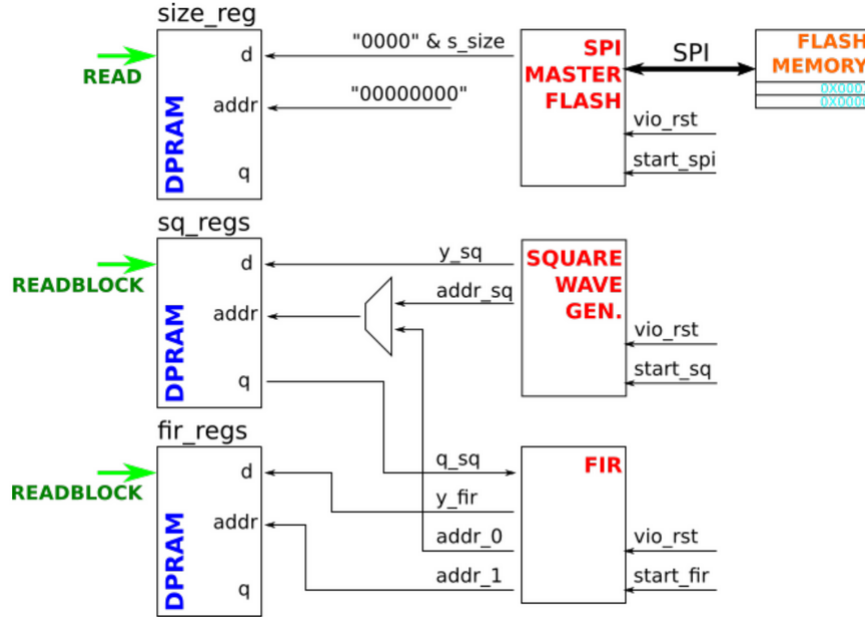 size_reg
READ
d
"0000" & s_size
addr
"00000000"
q
DPRAM
SPI
MASTER
FLASH
SPI
FLASH
MEMORY
0X000
vio_rst
start_spi
sq_regs
READBLOCK
d
y_sq
addr
addr_sq
q
DPRAM
SQUARE
WAVE
GEN.
vio_rst
start_sq
fir_regs
READBLOCK
d
q_sq
y_fir
addr
addr_0
q
addr_1
DPRAM
FIR
vio_rst
start_fir